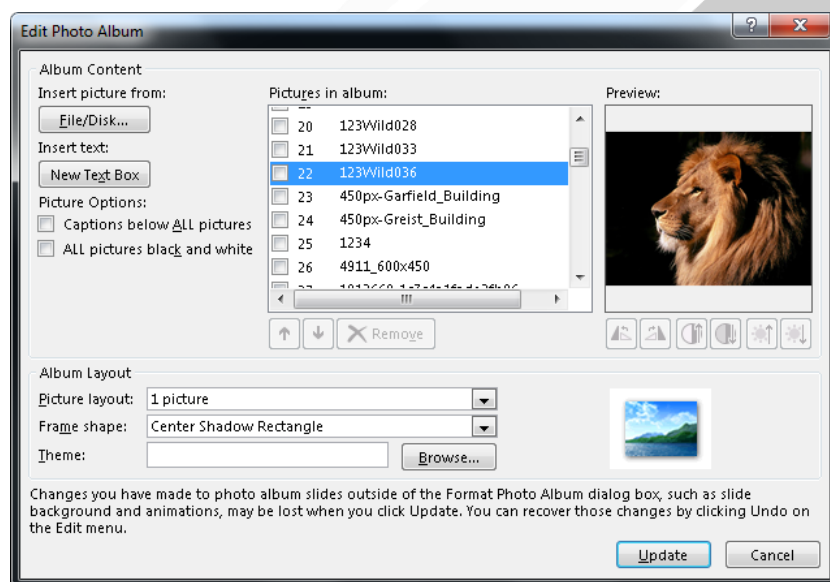 Edit Photo Album
?
X
Album Content
Insert picture from:
File/Disk...
Insert text:
New Text Box
Picture Options:
Captions below ALL pictures
ALL pictures black and white
Pictures in album:
20 123Wild028
21 123Wild033
22 123Wild036
23 450px-Garfield_Building
24 450px-Greist_Building
25 1234
26 4911_600x450
Remove
Preview:
Album Layout
Picture layout: 1 picture
Frame shape: Center Shadow Rectangle
Theme:
Browse...
Changes you have made to photo album slides outside of the Format Photo Album dialog box, such as slide
background and animations, may be lost when you click Update. You can recover those changes by clicking Undo on
the Edit menu.
Update Cancel